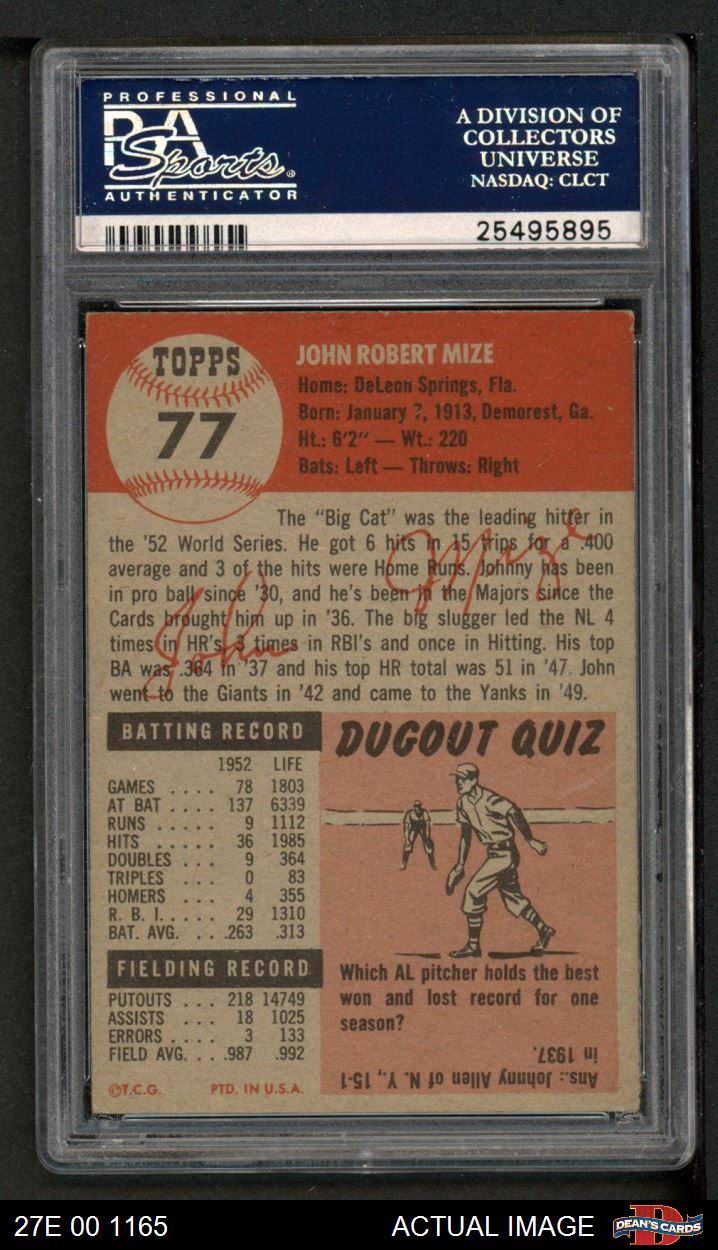 PROFESSIONAL
PSA
Sports®
AUTHENTICATOR
A DIVISION OF
COLLECTORS
UNIVERSE
NASDAQ: CLCT
25495895
TOPPS
77
JOHN ROBERT MIZE
Home: DeLeon Springs, Fla.
Born: January 7, 1913, Demorest, Ga.
Ht.: 6'2" — Wt.: 220
Bats: Left — Throws: Right
The "Big Cat" was the leading hitter in
the '52 World Series. He got 6 hits in 15 trips for a .400
average and 3 of the hits were Home Runs. Johnny has been
in pro ball since '30, and he's been in the Majors since the
Cards brought him up in '36. The big slugger led the NL 4
times in HR's, 3 times in RBI's and once in Hitting. His top
BA was .364 in '37 and his top HR total was 51 in '47. John
went to the Giants in '42 and came to the Yanks in '49.
John Mize
BATTING RECORD
1952 LIFE
GAMES .... 78 1803
AT BAT .... 137 6339
RUNS ..... 9 1112
HITS ..... 36 1985
DOUBLES ... 9 364
TRIPLES ... 0 83
HOMERS ... 4 355
R. B. I. .... 29 1310
BAT. AVG. ... .263 .313
FIELDING RECORD
PUTOUTS ... 218 14749
ASSISTS ... 18 1025
ERRORS .... 3 133
FIELD AVG. ... .987 .992
©T.C.G. PTD. IN U.S.A.
DUGOUT QUIZ
Which AL pitcher holds the best
won and lost record for one
season?
Ans.: Johnny Allen of N. Y., 15-1
in 1937.
27E 00 1165
ACTUAL IMAGE
D
DEAN'S CARDS